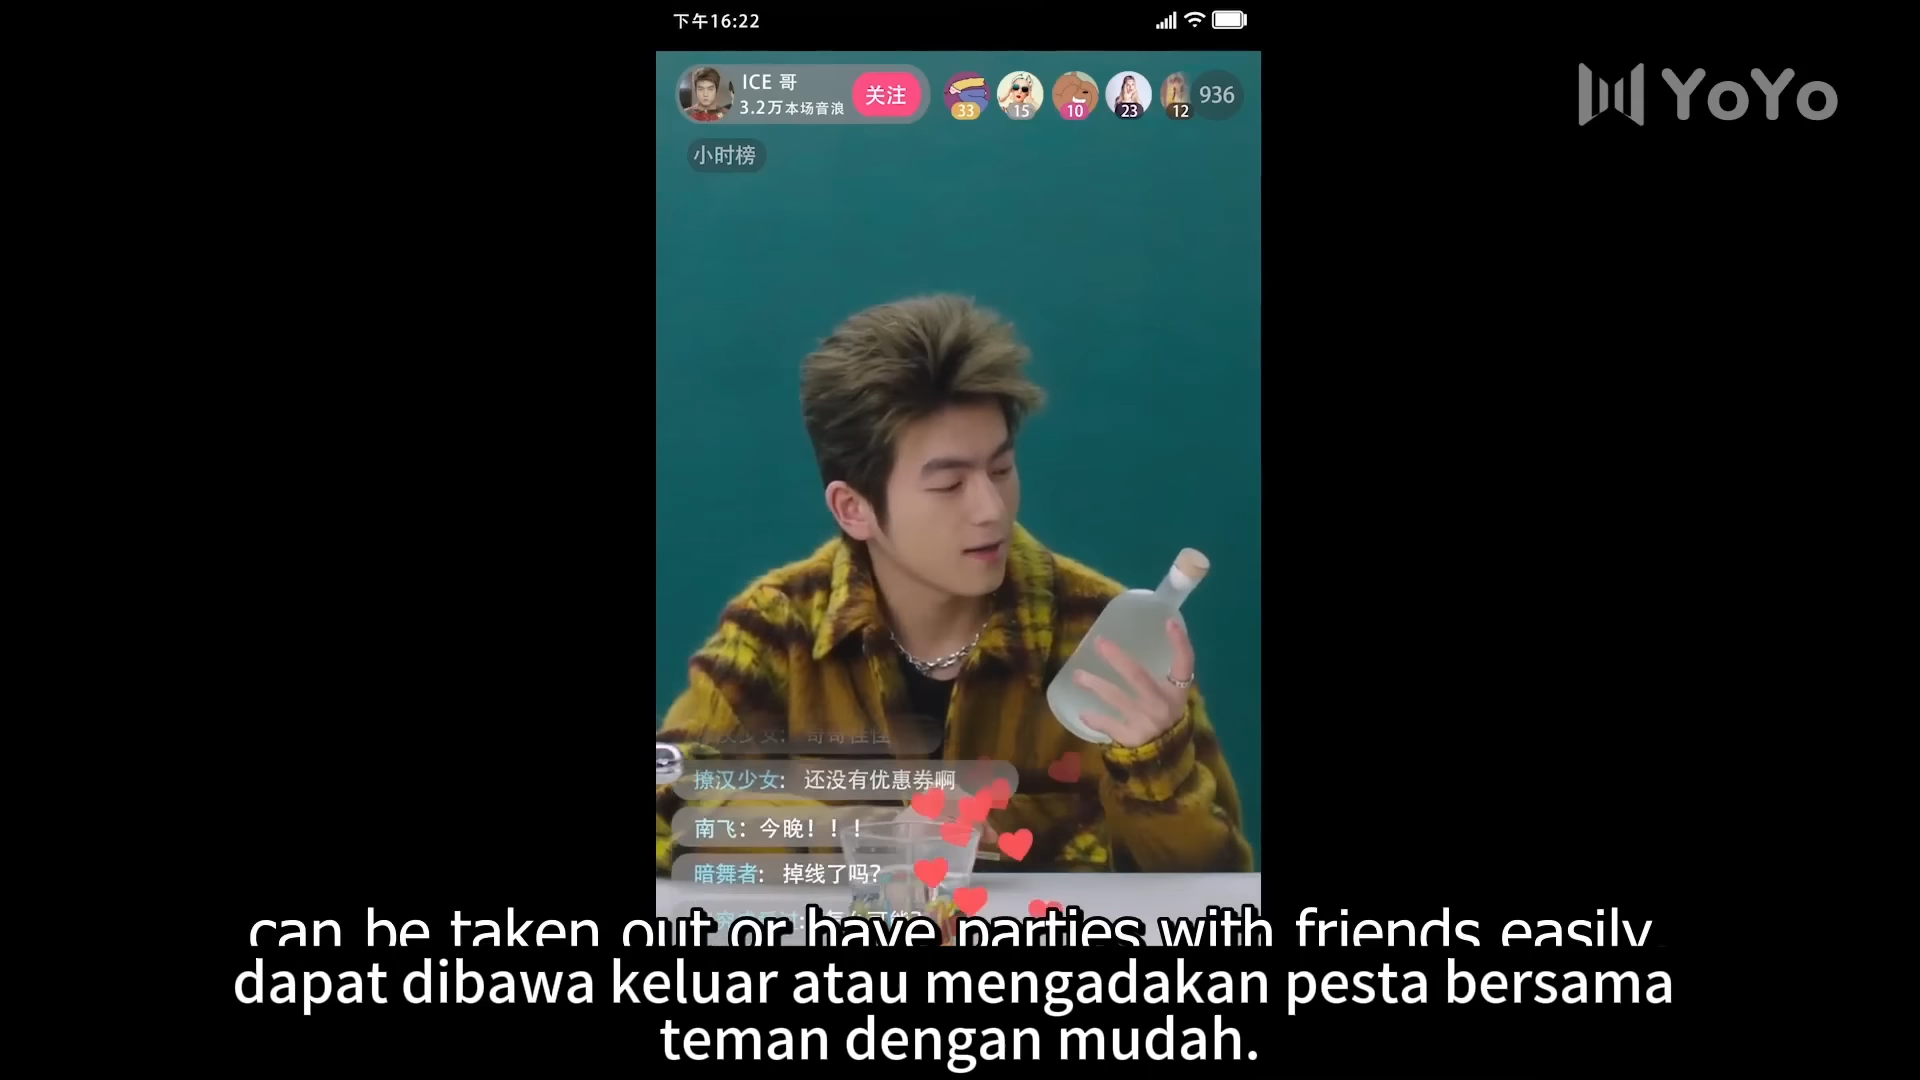 下午16:22
ICE 哥
3.2万本场音浪
关注
33
15
10
23
12
936
小时榜
YoYo
撩汉少女: 还没有优惠券啊
南飞: 今晚！！！
暗舞者: 掉线了吗?
can be taken out or have parties with friends easily
dapat dibawa keluar atau mengadakan pesta bersama
teman dengan mudah.